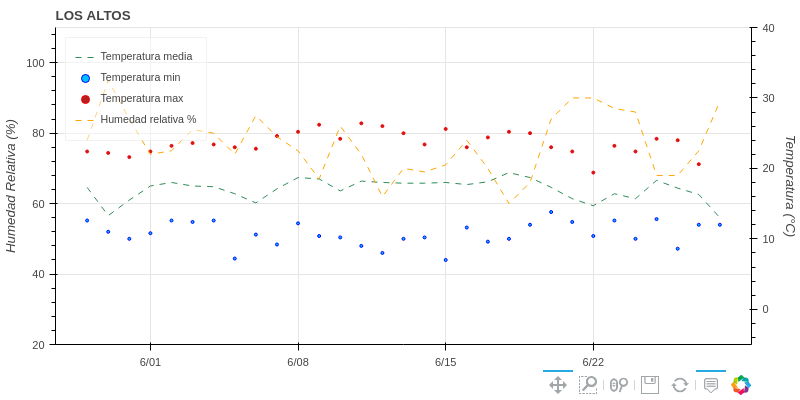 LOS ALTOS
Temperatura media
Temperatura min
Temperatura max
Humedad relativa %
Humedad Relativa (%)
100
80
60
40
20
6/01
6/08
6/15
6/22
40
30
20
10
0
Temperatura (°C)